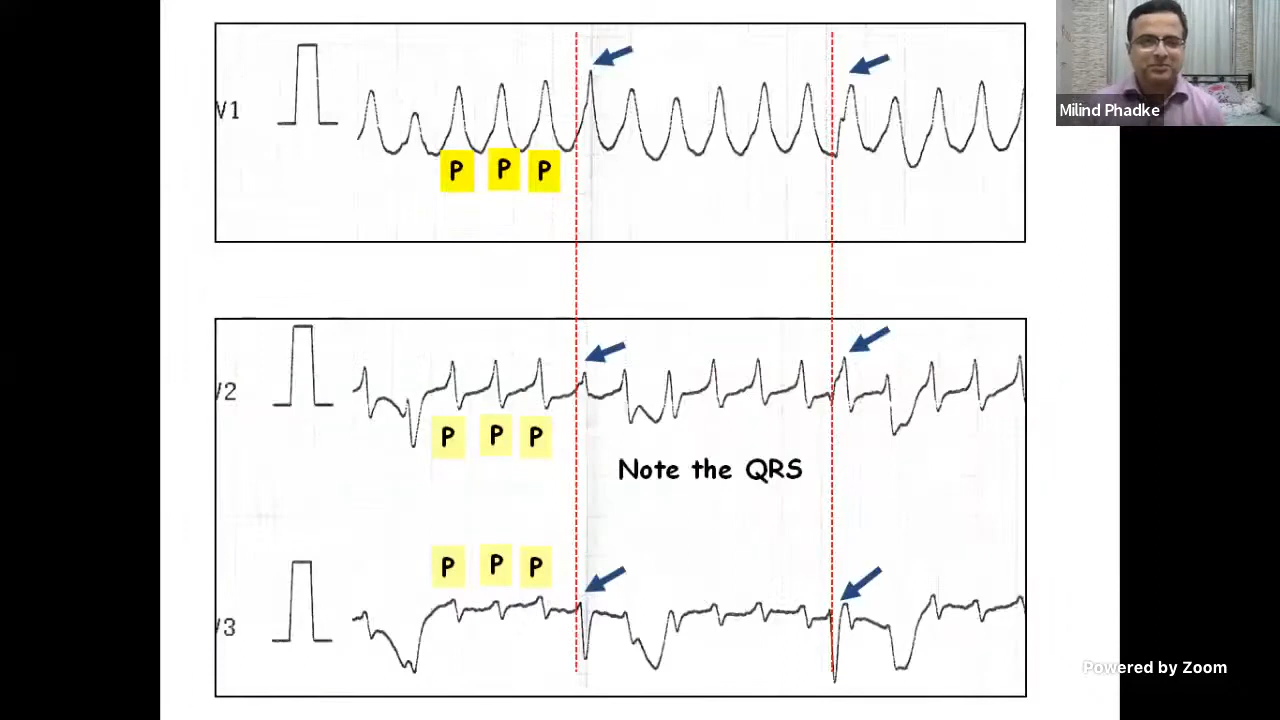 V1
Milind Phadke
P P P
V2
P P P
Note the QRS
P P P
V3
Powered by Zoom